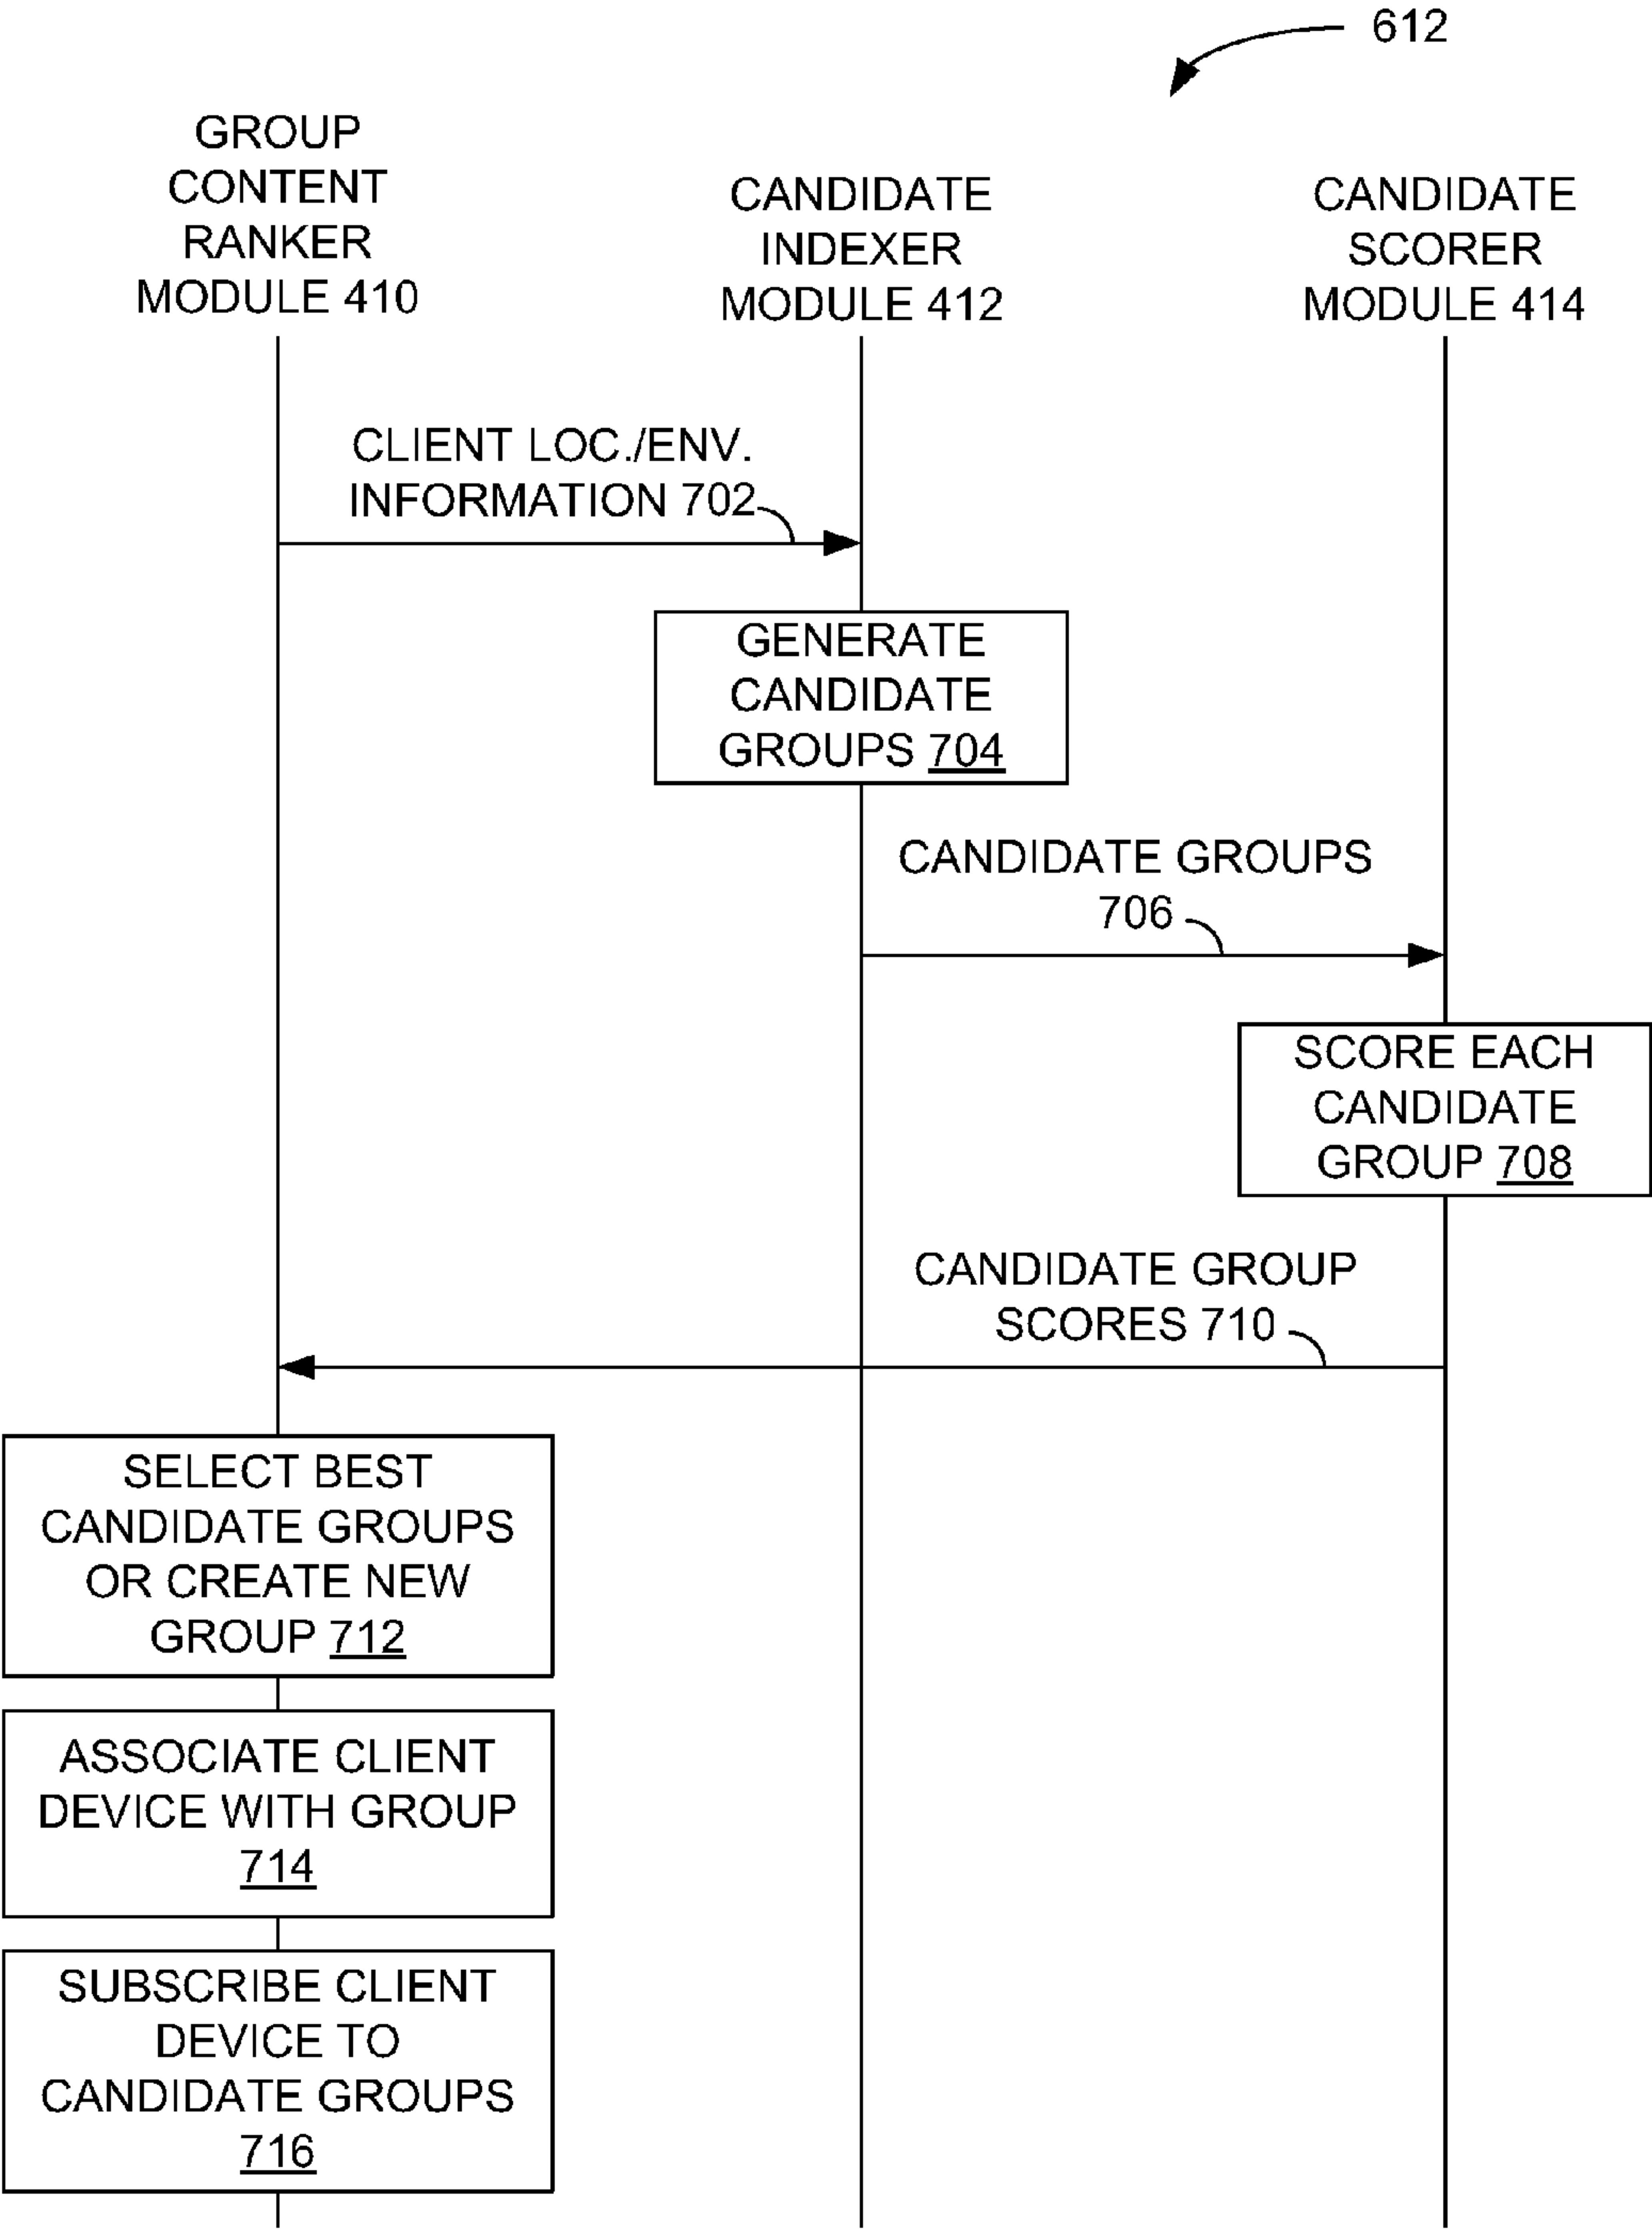 612
GROUP
CONTENT
RANKER
MODULE 410
CANDIDATE
INDEXER
MODULE 412
CANDIDATE
SCORER
MODULE 414
CLIENT LOC./ENV.
INFORMATION 702
GENERATE
CANDIDATE
GROUPS 704
CANDIDATE GROUPS
706
SCORE EACH
CANDIDATE
GROUP 708
CANDIDATE GROUP
SCORES 710
SELECT BEST
CANDIDATE GROUPS
OR CREATE NEW
GROUP 712
ASSOCIATE CLIENT
DEVICE WITH GROUP
714
SUBSCRIBE CLIENT
DEVICE TO
CANDIDATE GROUPS
716